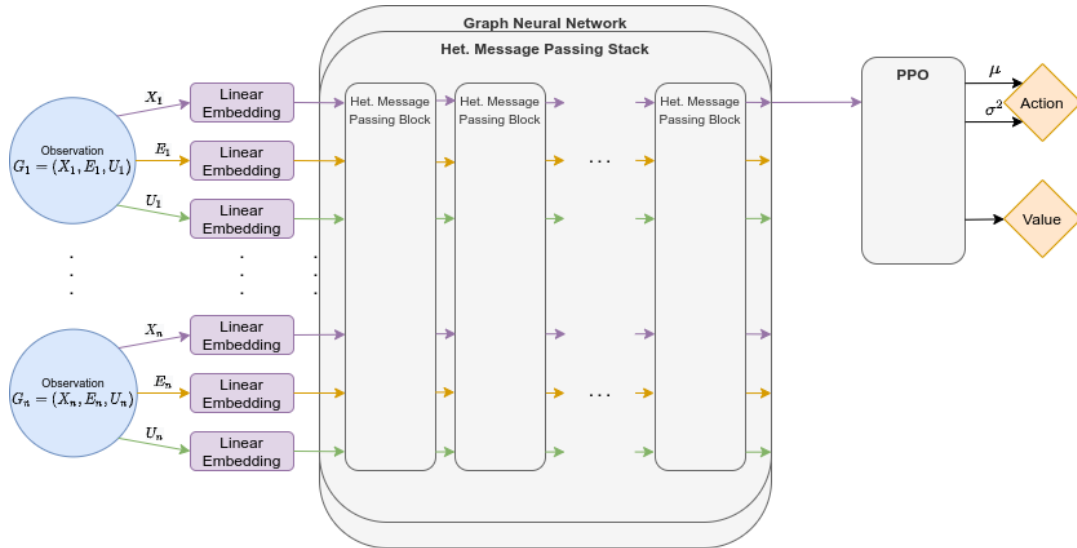 Graph Neural Network
Het. Message Passing Stack
PPO
μ
σ²
Action
Value
X₁
Linear
Embedding
Het. Message
Passing Block
Het. Message
Passing Block
Het. Message
Passing Block
Observation
G₁ = (X₁, E₁, U₁)
E₁
Linear
Embedding
. . .
U₁
Linear
Embedding
Xₙ
Linear
Embedding
Observation
Gₙ = (Xₙ, Eₙ, Uₙ)
Eₙ
Linear
Embedding
. . .
Uₙ
Linear
Embedding